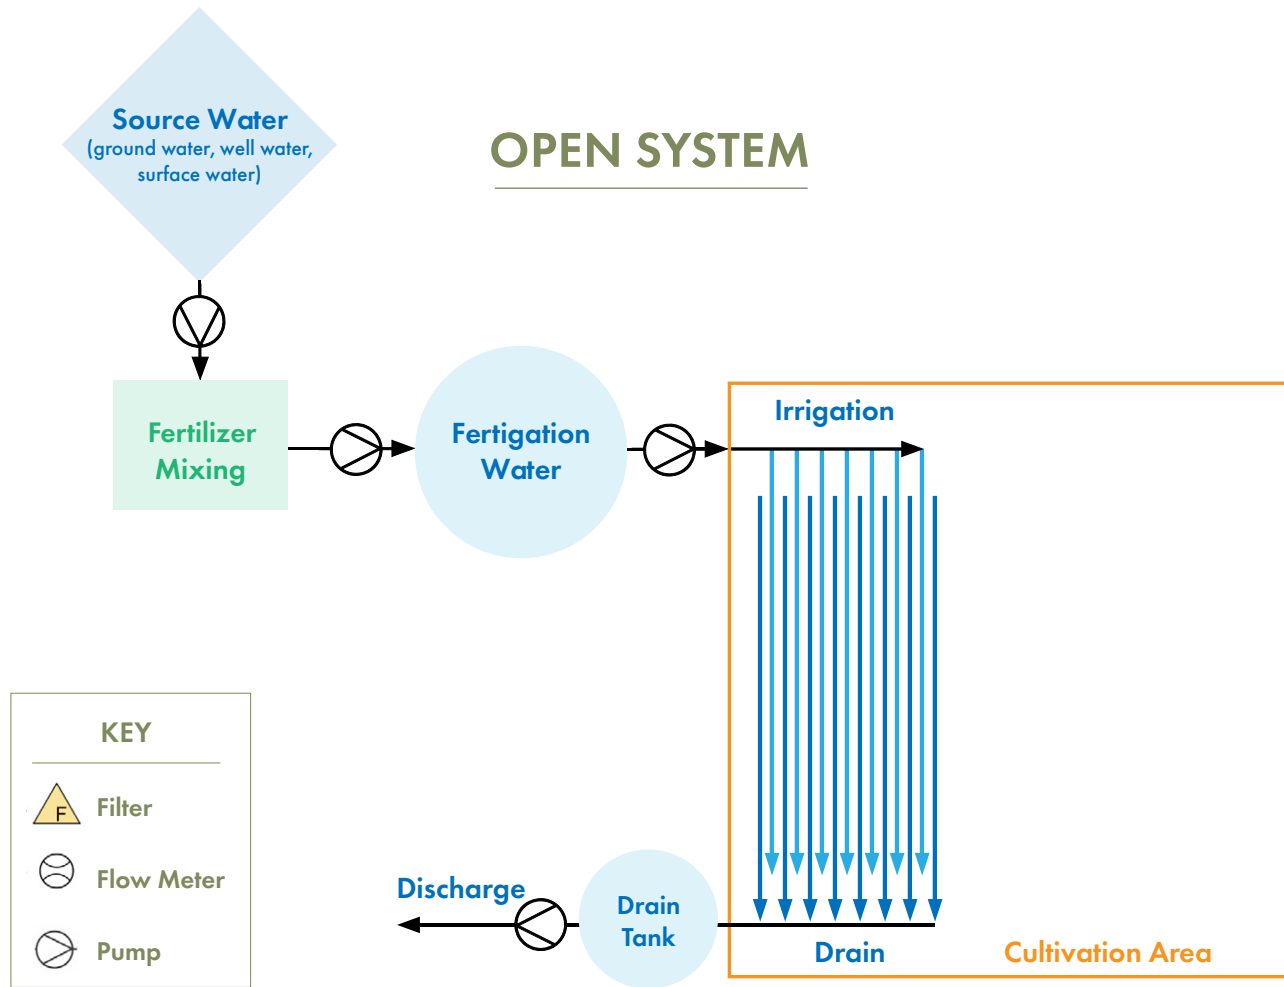 Source Water
(ground water, well water,
surface water)
OPEN SYSTEM
Fertilizer
Mixing
Fertigation
Water
Irrigation
KEY
F
Filter
Flow Meter
Pump
Discharge
Drain
Tank
Drain
Cultivation Area